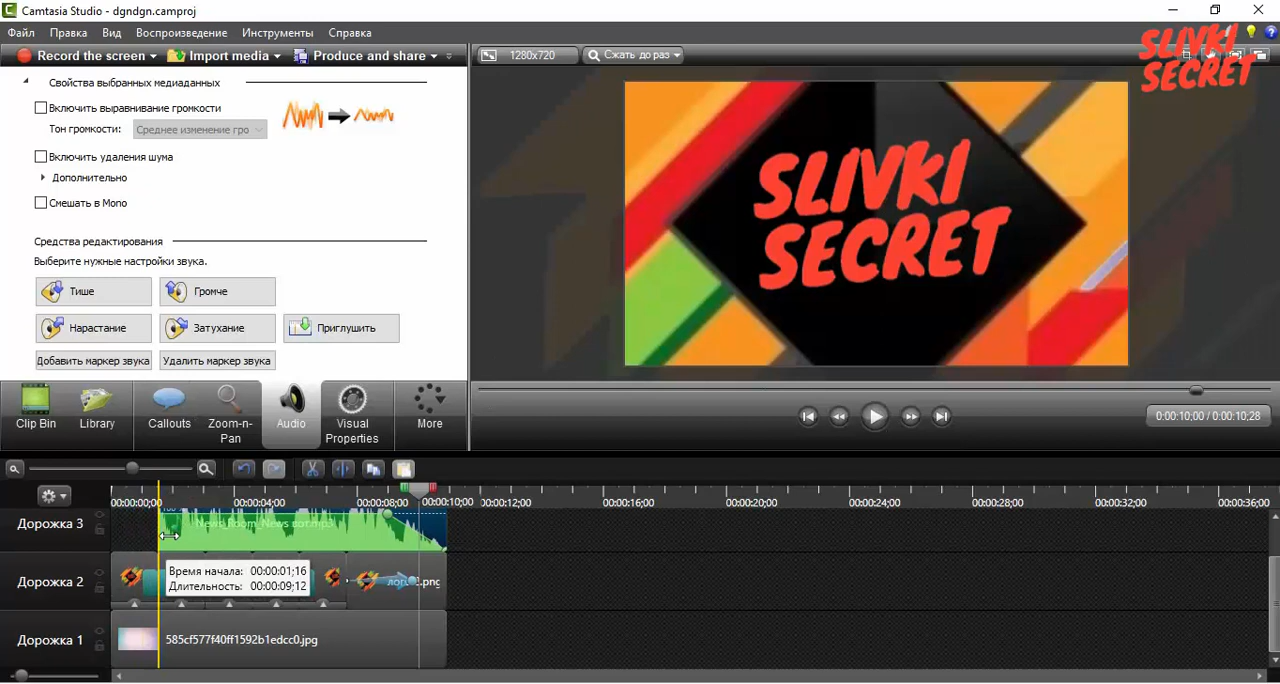 Camtasia Studio - dgndgn.camproj
Файл Правка Вид Воспроизведение Инструменты Справка
Record the screen Import media Produce and share
1280x720 Сжать до раз
SLIVKI
SECRET
Свойства выбранных медиаданных
Включить выравнивание громкости
Тон громкости: Среднее изменение гро
Включить удаления шума
Дополнительно
Смешать в Mono
Средства редактирования
Выберите нужные настройки звука.
Тише Громче
Нарастание Затухание Приглушить
Добавить маркер звука Удалить маркер звука
SLIVKI
SECRET
Clip Bin Library Callouts Zoom-n-Pan Audio Visual Properties More
0:00:10;00 / 0:00:10;28
00:00:00;00 00:00:04;00 00:00:08;00 00:00:10;00 00:00:12;00 00:00:16;00 00:00:20;00 00:00:24;00 00:00:28;00 00:00:32;00 00:00:36;00
Дорожка 3 News_Room_News вот.mp3
Время начала: 00:00:01;16
Длительность: 00:00:09;12
Дорожка 2 .png
Дорожка 1 585cf577f40ff1592b1edcc0.jpg